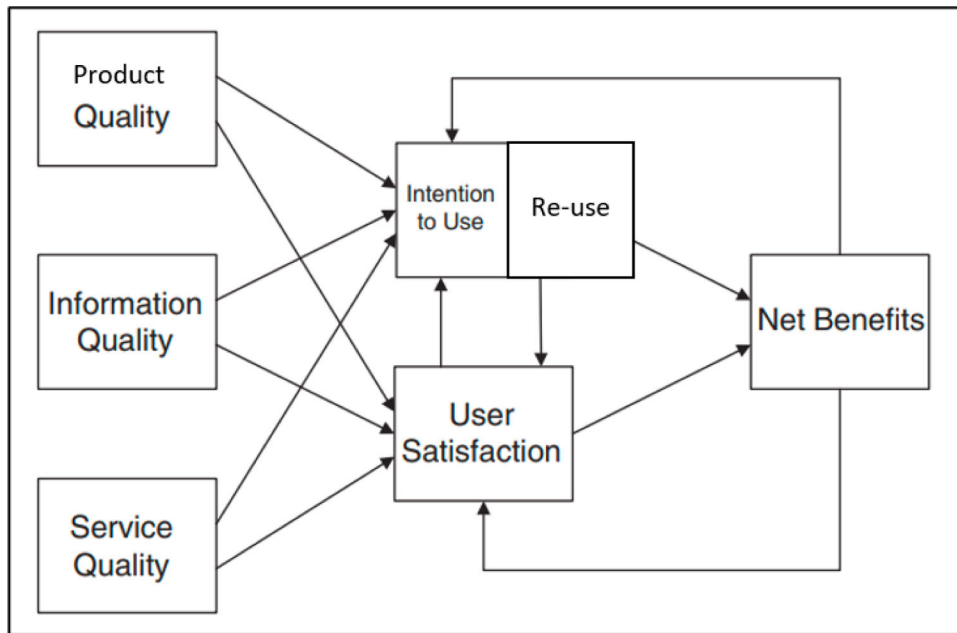 Product
Quality
Information
Quality
Service
Quality
Intention
to Use
Re-use
User
Satisfaction
Net Benefits